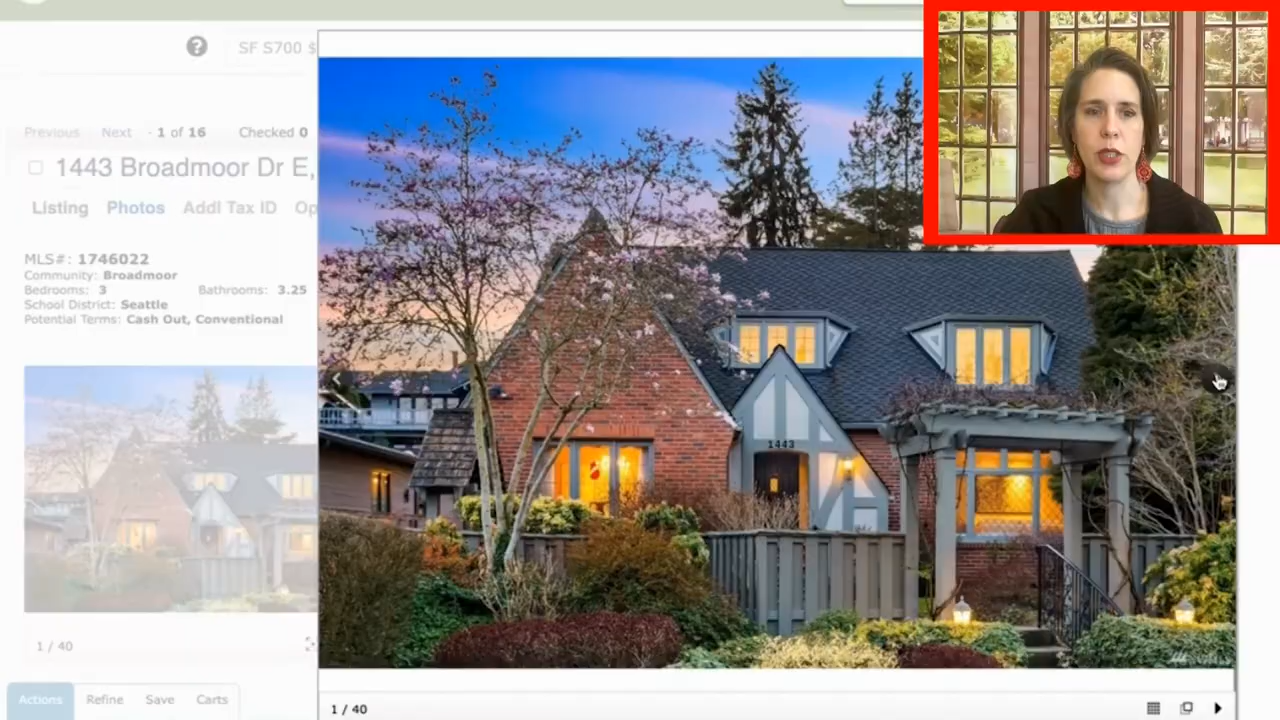 SF S700 $
Previous Next - 1 of 16 Checked 0
1443 Broadmoor Dr E,
Listing Photos Addl Tax ID Op
MLS#: 1746022
Community: Broadmoor
Bedrooms: 3 Bathrooms: 3.25
School District: Seattle
Potential Terms: Cash Out, Conventional
1443
1 / 40
Actions Refine Save Carts
1 / 40